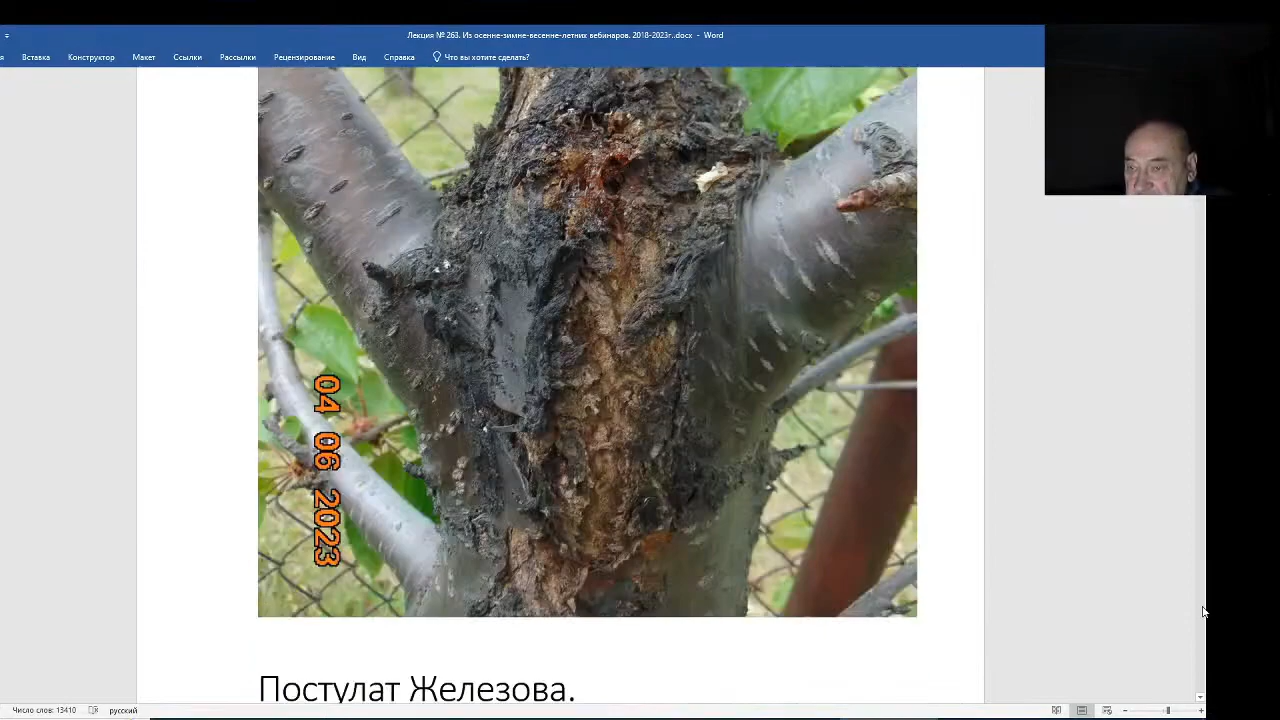 Лекция № 263. Из осенне-зимне-весенне-летних вебинаров. 2018-2023г..docx - Word
Вставка Конструктор Макет Ссылки Рассылки Рецензирование Вид Справка Что вы хотите сделать?
04 06 2023
Постулат Железова.
Число слов: 13410 русский